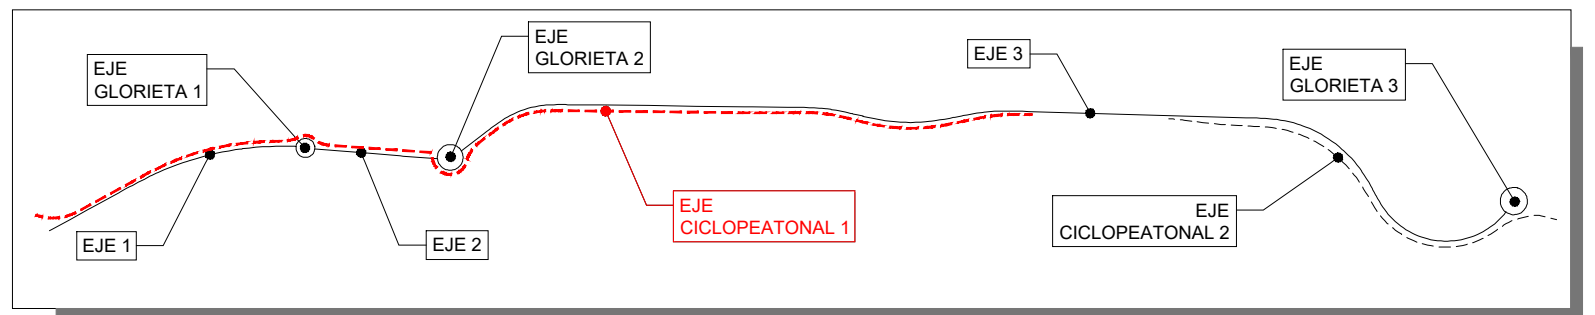 EJE
GLORIETA 1
EJE
GLORIETA 2
EJE 3
EJE
GLORIETA 3
EJE 1
EJE 2
EJE
CICLOPEATONAL 1
EJE
CICLOPEATONAL 2